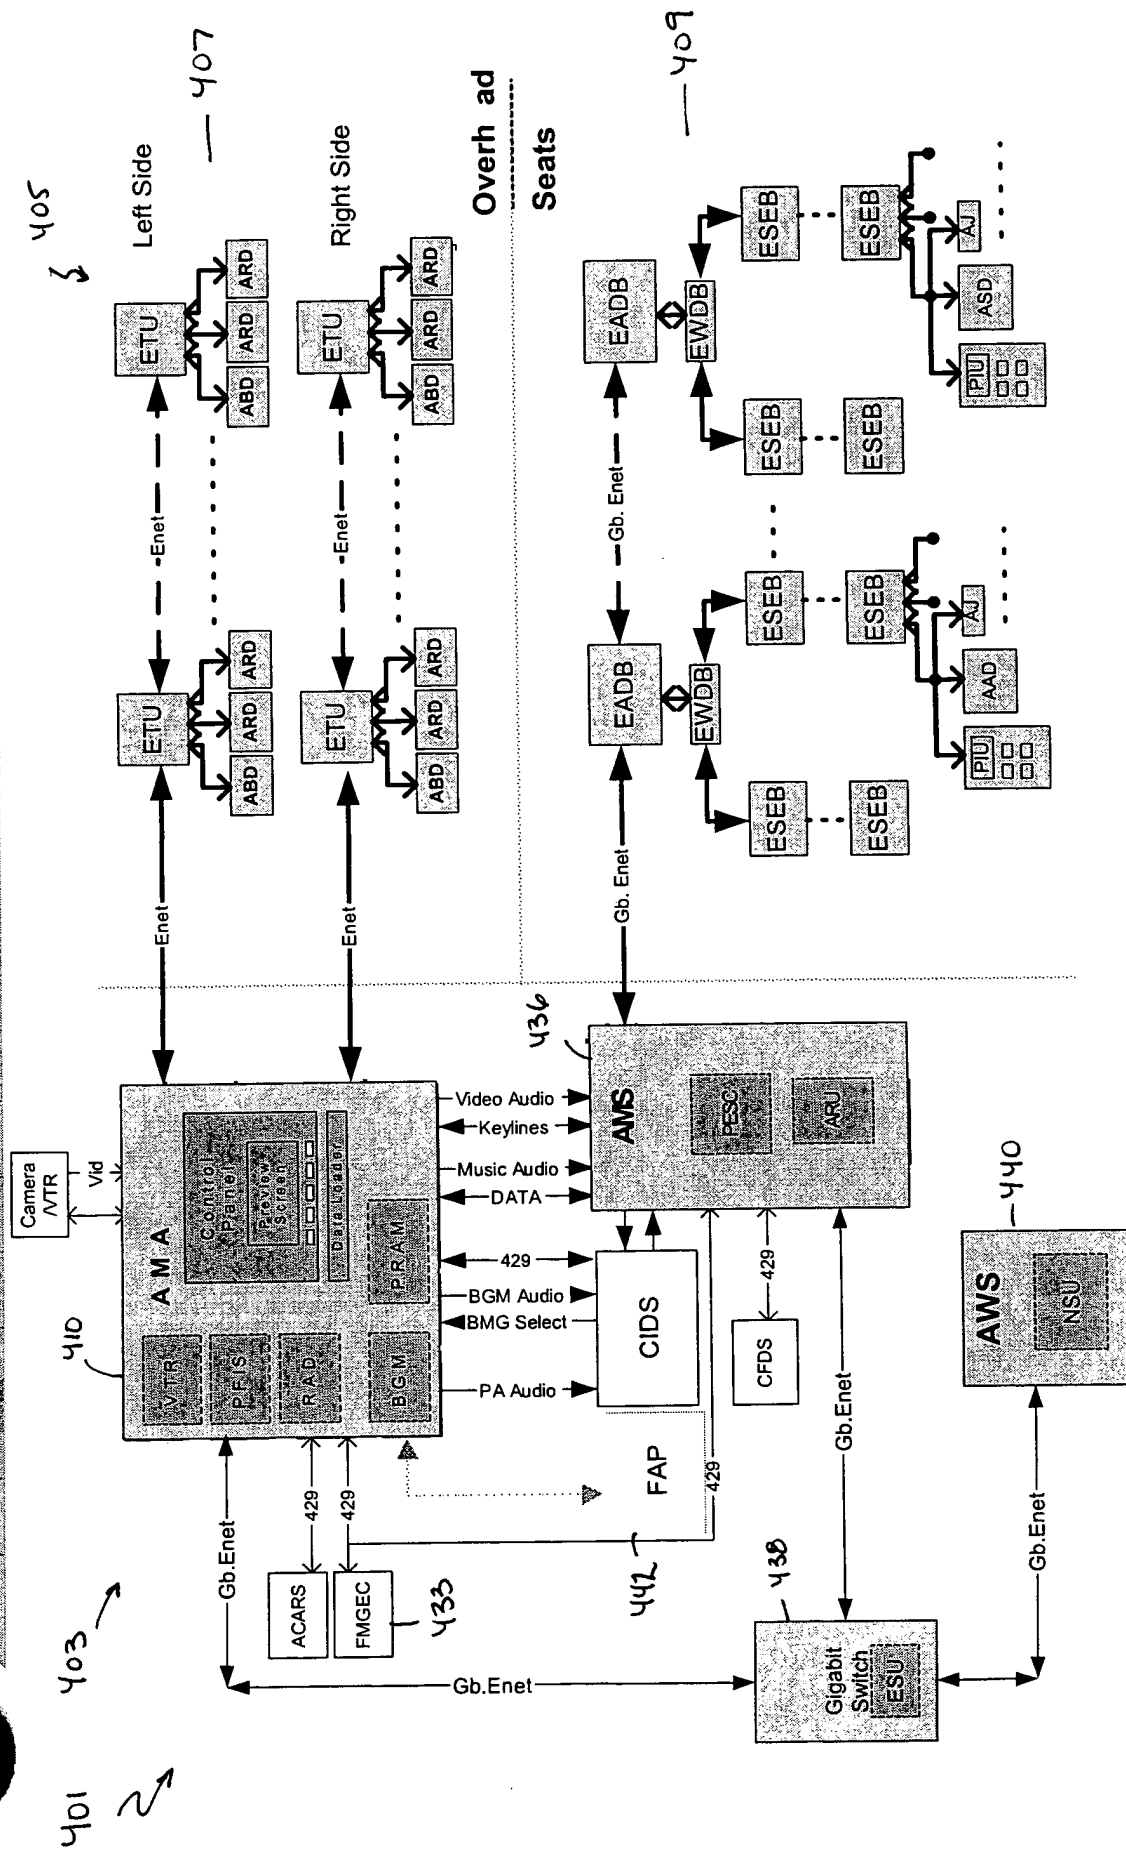 401
403
405
407
409
Left Side
Right Side
Overh ad
Seats
Camera
/VTR
Vid
410
A M A
Control
Panel
Preview
Screen
Data Loader
VTR
PFIS
RAD
BGM
PRAM
Enet
ETU
Enet
ETU
ABD
ARD
ARD
ABD
ARD
ARD
Enet
ETU
Enet
ETU
ABD
ARD
ARD
ABD
ARD
ARD
Video Audio
Keylines
Music Audio
DATA
429
BGM Audio
BMG Select
PA Audio
436
AMS
PESC
ARU
CIDS
FAP
CFDS
429
429
442
ACARS
429
FMGEC
429
433
Gb.Enet
Gb.Enet
438
Gigabit
Switch
ESU
Gb.Enet
Gb.Enet
440
AWS
NSU
Gb. Enet
EADB
Gb. Enet
EADB
EWDB
EWDB
ESEB
ESEB
ESEB
ESEB
ESEB
ESEB
ESEB
ESEB
PIU
AAD
AJ
PIU
ASD
AJ